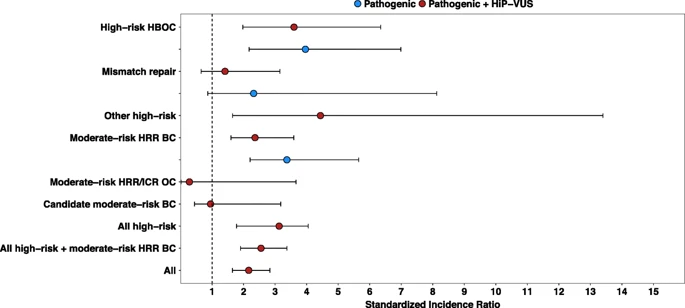 Pathogenic Pathogenic + HiP-VUS
High-risk HBOC
Mismatch repair
Other high-risk
Moderate-risk HRR BC
Moderate-risk HRR/ICR OC
Candidate moderate-risk BC
All high-risk
All high-risk + moderate-risk HRR BC
All
1 2 3 4 5 6 7 8 9 10 11 12 13 14 15
Standardized Incidence Ratio